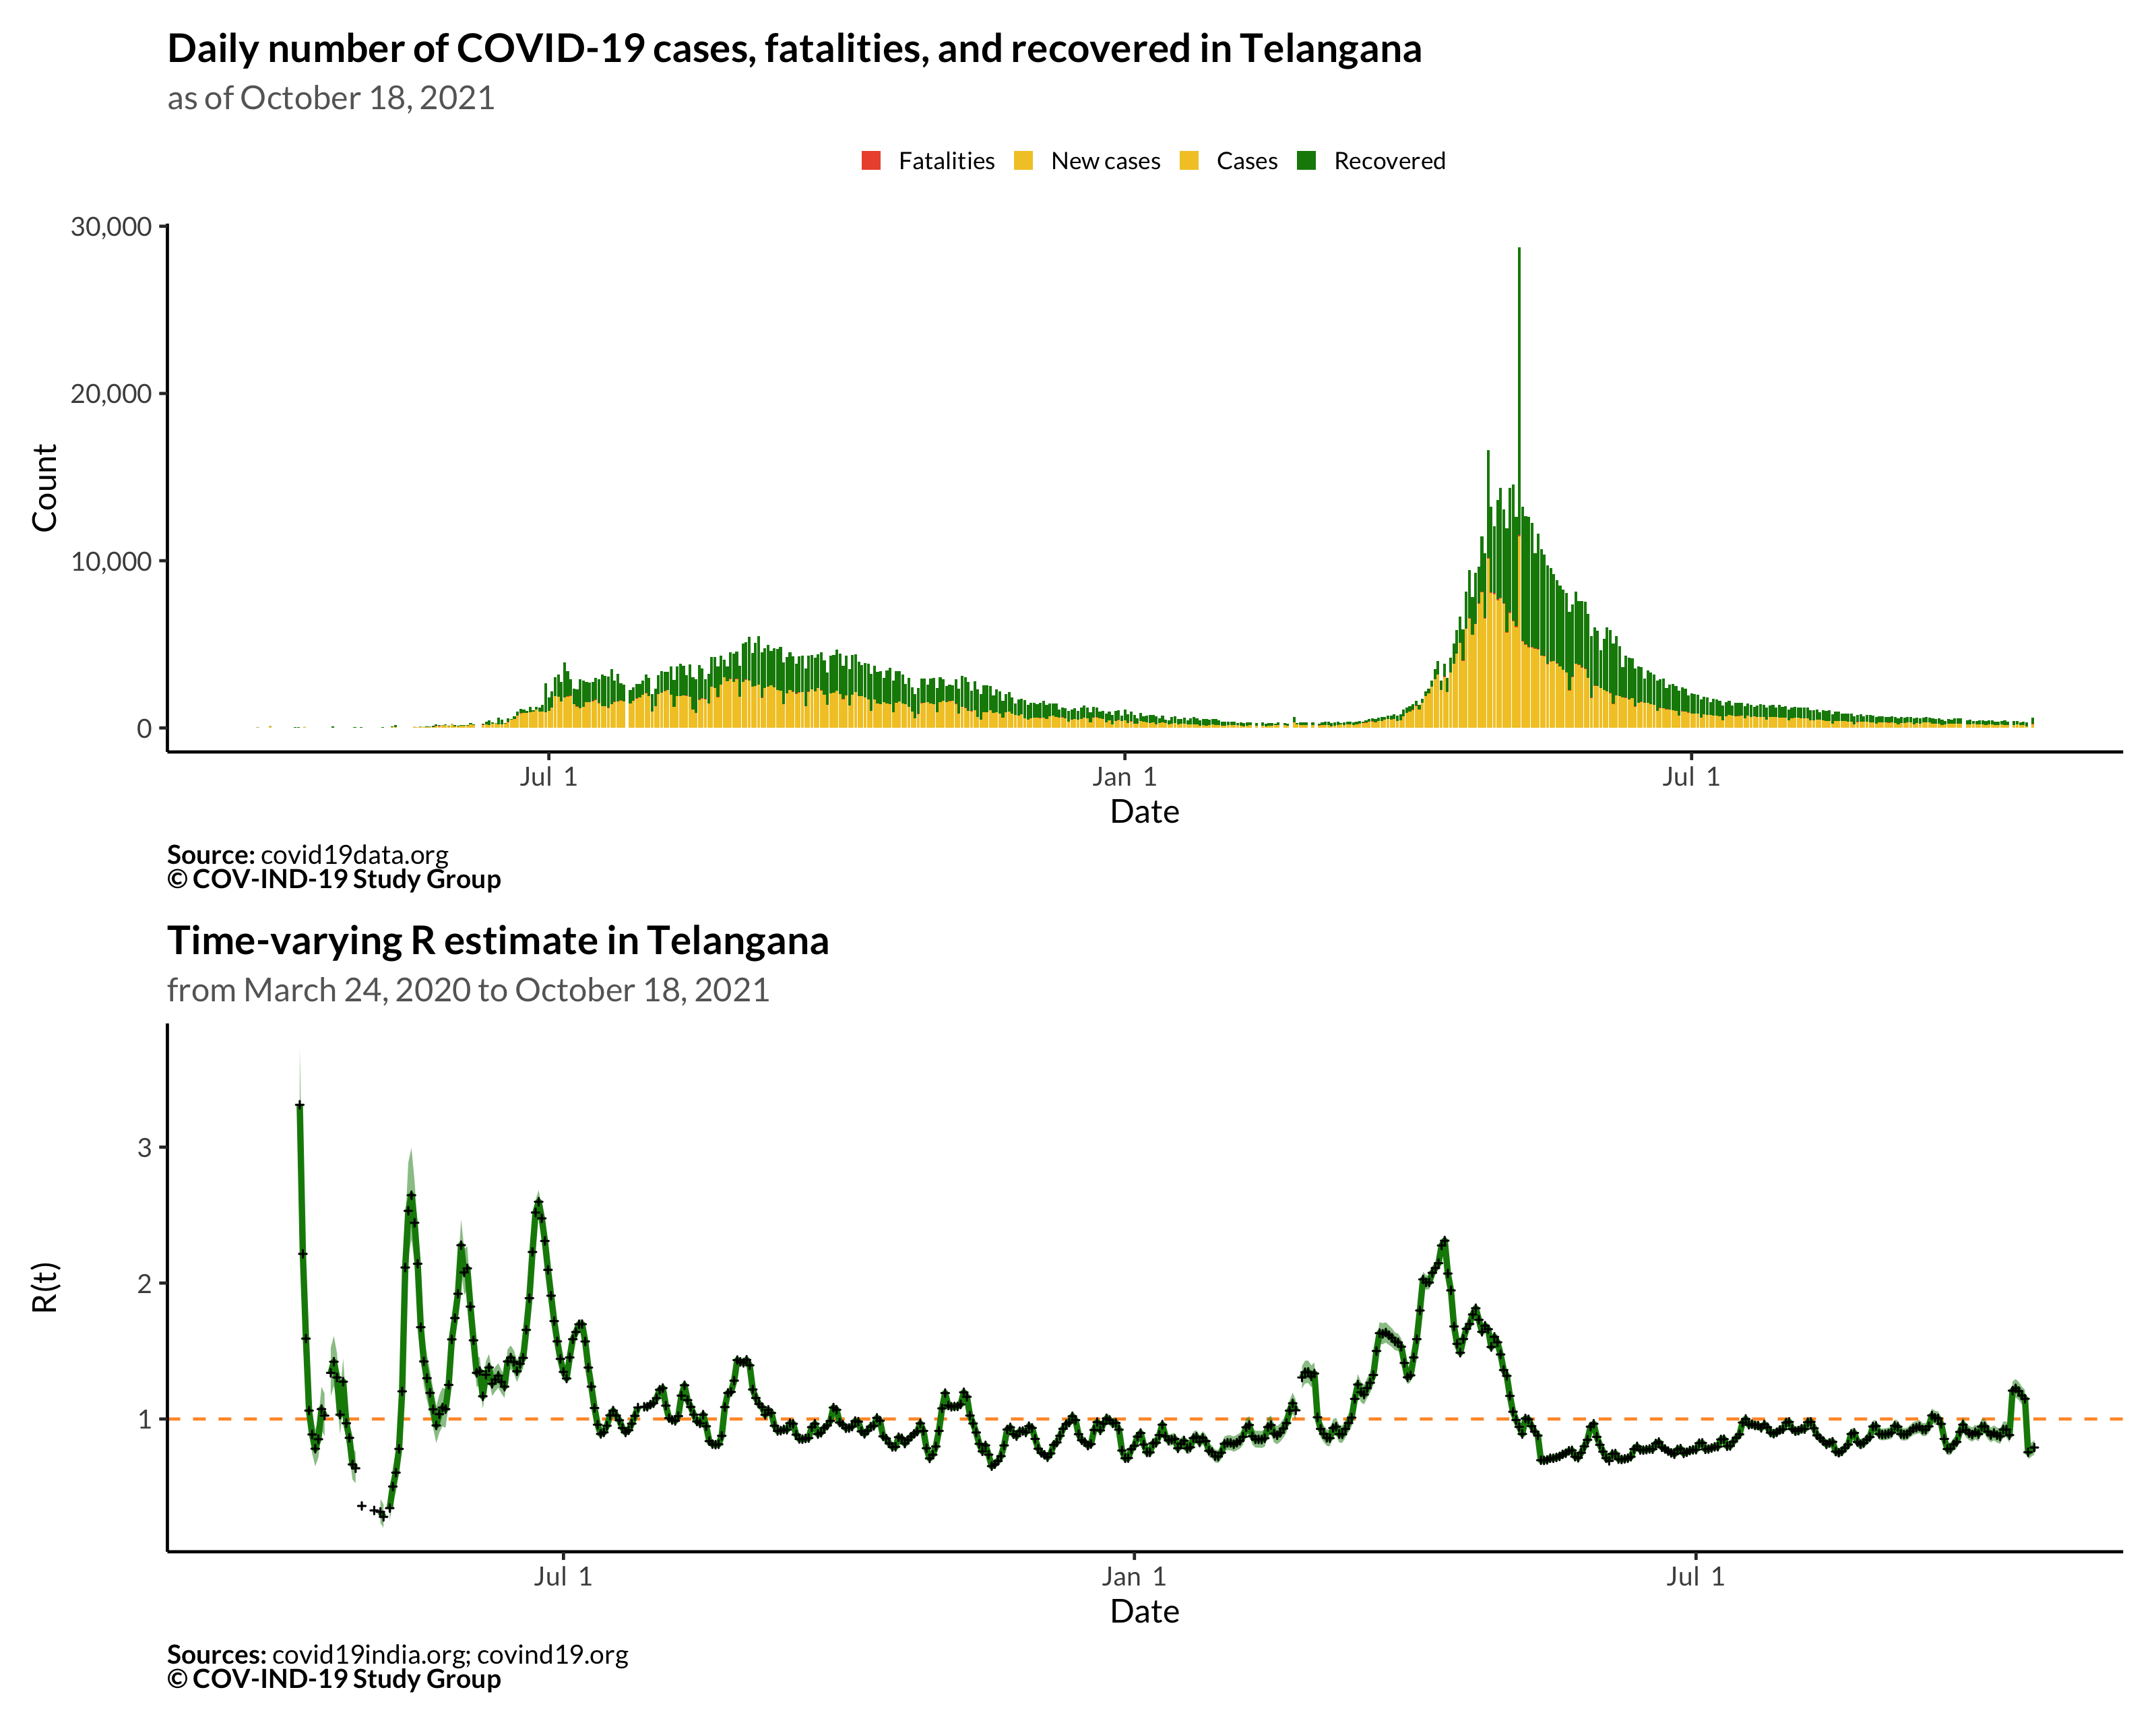 Daily number of COVID-19 cases, fatalities, and recovered in Telangana
as of October 18, 2021
Fatalities New cases Cases Recovered
30,000
20,000
10,000
0
Count
Jul 1 Jan 1 Jul 1
Date
Source: covid19data.org
© COV-IND-19 Study Group
Time-varying R estimate in Telangana
from March 24, 2020 to October 18, 2021
3
2
1
R(t)
Jul 1 Jan 1 Jul 1
Date
Sources: covid19india.org; covind19.org
© COV-IND-19 Study Group